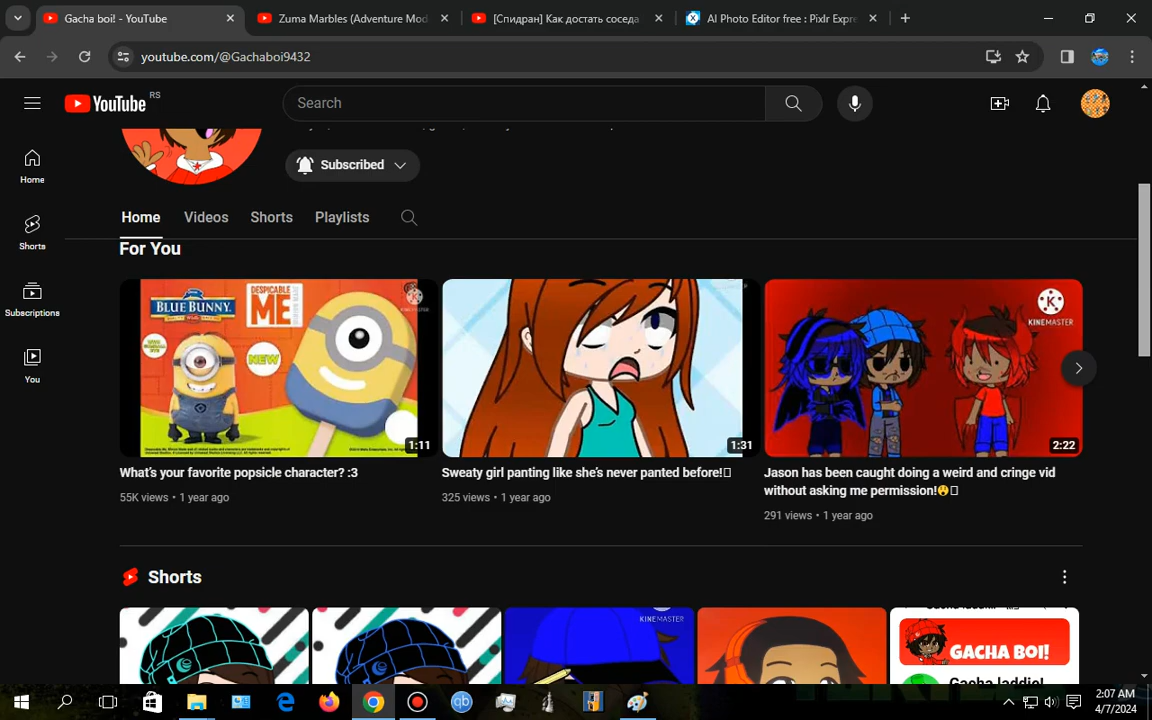 Gacha boi! - YouTube
Zuma Marbles (Adventure Mod
[Спидран] Как достать соседа
AI Photo Editor free : Pixlr Expre
youtube.com/@Gachaboi9432
YouTube RS
Search
Subscribed
Home
Videos
Shorts
Playlists
Home
Shorts
Subscriptions
You
For You
BLUE BUNNY
DESPICABLE
ME
NEW
1:11
1:31
KINEMASTER
2:22
What's your favorite popsicle character? :3
55K views • 1 year ago
Sweaty girl panting like she's never panted before!
325 views • 1 year ago
Jason has been caught doing a weird and cringe vid
without asking me permission!😲
291 views • 1 year ago
Shorts
KINEMASTER
GACHA BOI!
Gacha laddie!
2:07 AM
4/7/2024